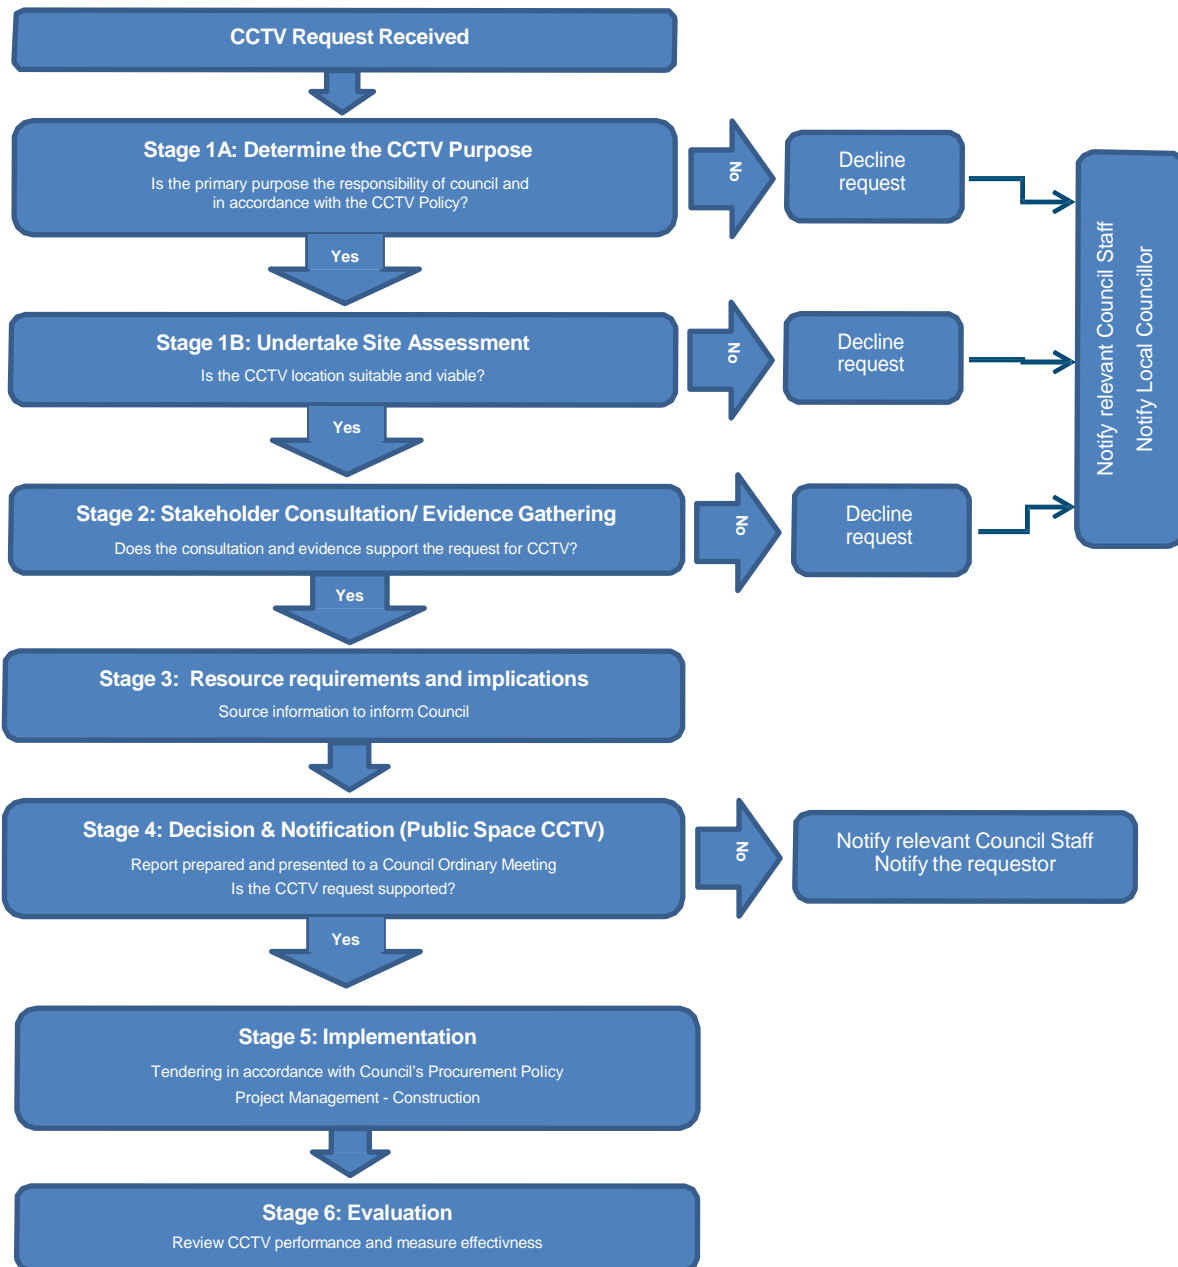 CCTV Request Received
Stage 1A: Determine the CCTV Purpose
Is the primary purpose the responsibility of council and
in accordance with the CCTV Policy?
No
Decline
request
Notify relevant Council Staff
Notify Local Councillor
Yes
Stage 1B: Undertake Site Assessment
Is the CCTV location suitable and viable?
No
Decline
request
Yes
Stage 2: Stakeholder Consultation/ Evidence Gathering
Does the consultation and evidence support the request for CCTV?
No
Decline
request
Yes
Stage 3:  Resource requirements and implications
Source information to inform Council
Stage 4: Decision & Notification (Public Space CCTV)
Report prepared and presented to a Council Ordinary Meeting
Is the CCTV request supported?
No
Notify relevant Council Staff
Notify the requestor
Yes
Stage 5: Implementation
Tendering in accordance with Council's Procurement Policy
Project Management - Construction
Stage 6: Evaluation
Review CCTV performance and measure effectivness